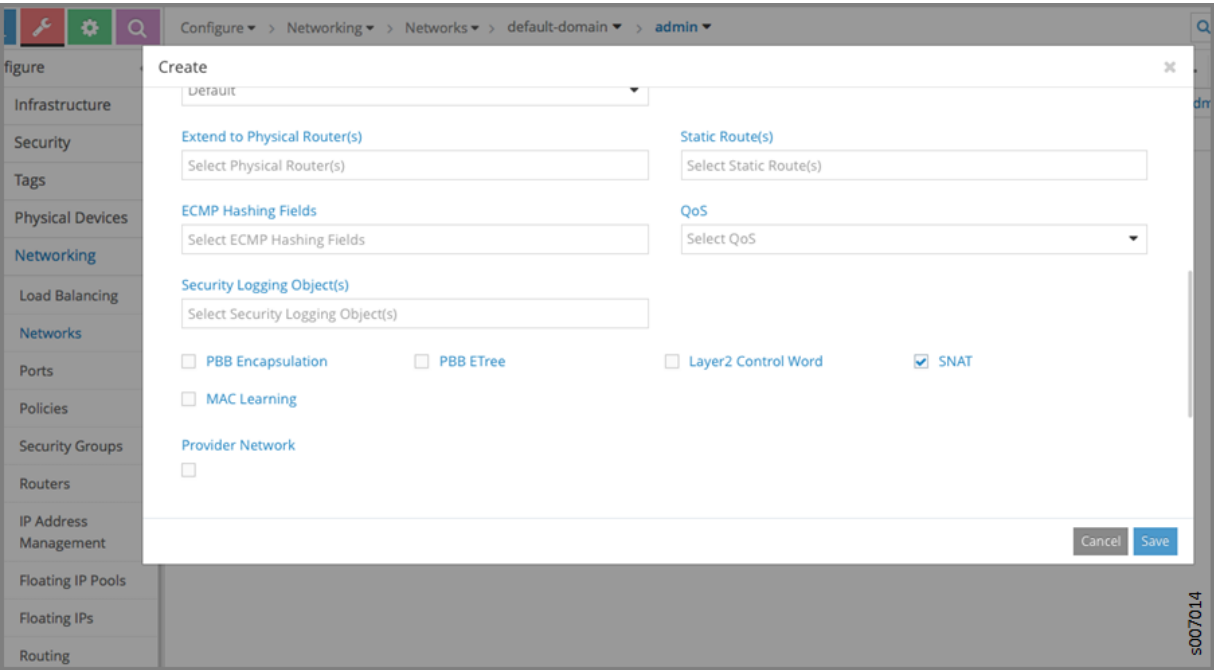 Configure > Networking > Networks > default-domain > admin
figure
Create
Default
Infrastructure
Security
Tags
Physical Devices
Networking
Load Balancing
Networks
Ports
Policies
Security Groups
Routers
IP Address
Management
Floating IP Pools
Floating IPs
Routing
Extend to Physical Router(s)
Static Route(s)
Select Physical Router(s)
Select Static Route(s)
ECMP Hashing Fields
QoS
Select ECMP Hashing Fields
Select QoS
Security Logging Object(s)
Select Security Logging Object(s)
PBB Encapsulation
PBB ETree
Layer2 Control Word
SNAT
MAC Learning
Provider Network
Cancel
Save
dm
s007014